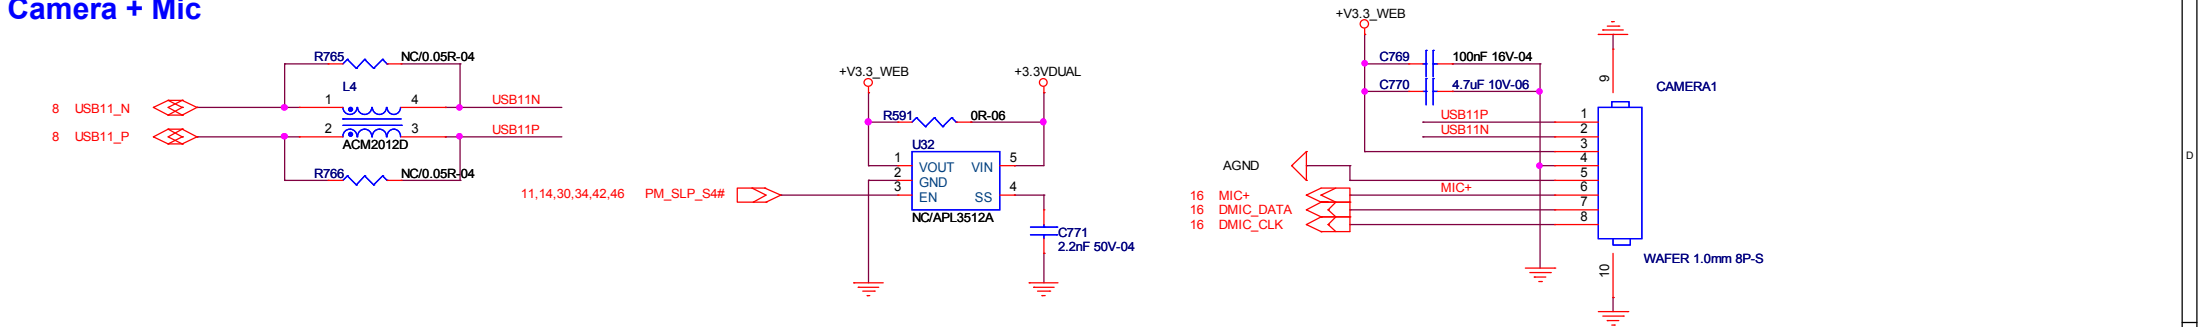 Camera + Mic
R765 NC/0.05R-04
L4
1 4
8 USB11_N USB11N
2 3
8 USB11_P USB11P
ACM2012D
R766 NC/0.05R-04
+V3.3_WEB +3.3VDUAL
R591 0R-06
U32
1 VOUT VIN 5
2 GND
3 EN SS 4
11,14,30,34,42,46 PM_SLP_S4#
NC/APL3512A
C771
2.2nF 50V-04
+V3.3_WEB
C769 100nF 16V-04
C770 4.7uF 10V-06
9
CAMERA1
USB11P 1
USB11N 2
3
4
AGND 5
16 MIC+ MIC+ 6
16 DMIC_DATA 7
16 DMIC_CLK 8
WAFER 1.0mm 8P-S
10
D